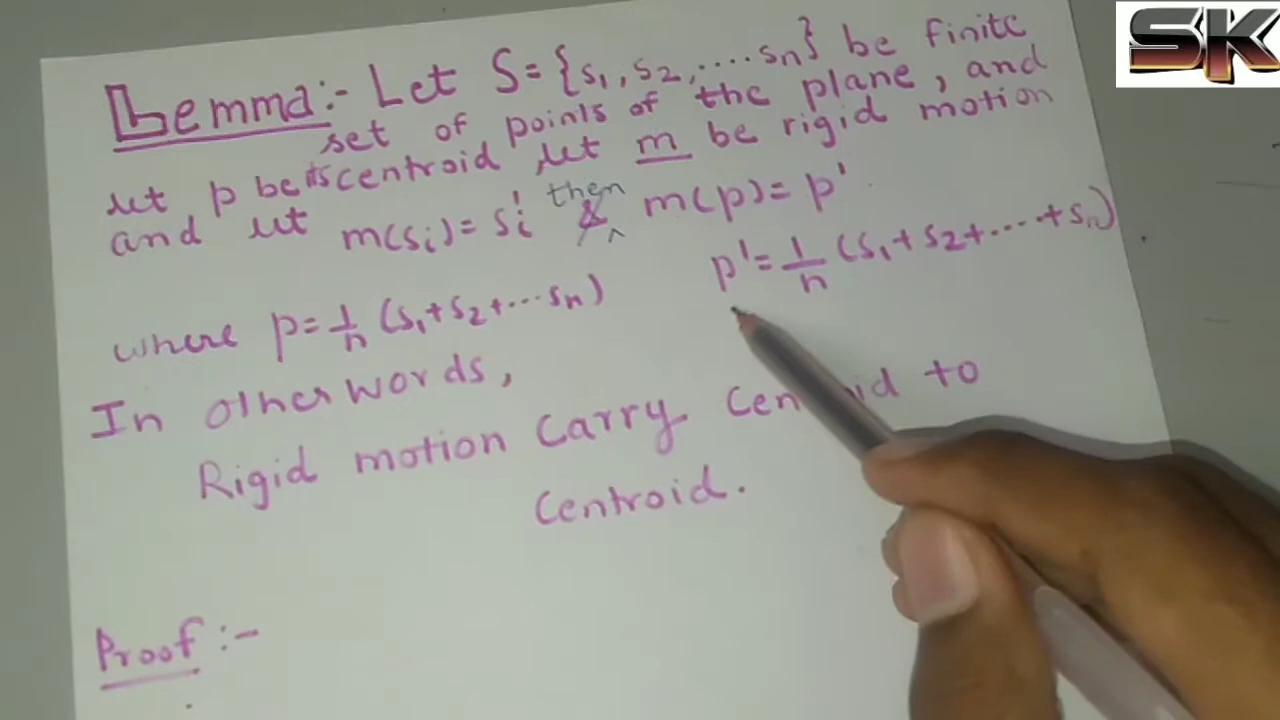 SK
Lemma:- Let S = {s₁, s₂, .... sₙ} be finite
set of points of the plane, and
let p be its centroid, let m be rigid motion
and let m(sᵢ) = sᵢ' then & m(p) = p'
where p = 1/n (s₁ + s₂ + ... sₙ) p' = 1/n (s₁ + s₂ + .... + sₙ)
In other words,
Rigid motion carry to
centroid.
Proof :-